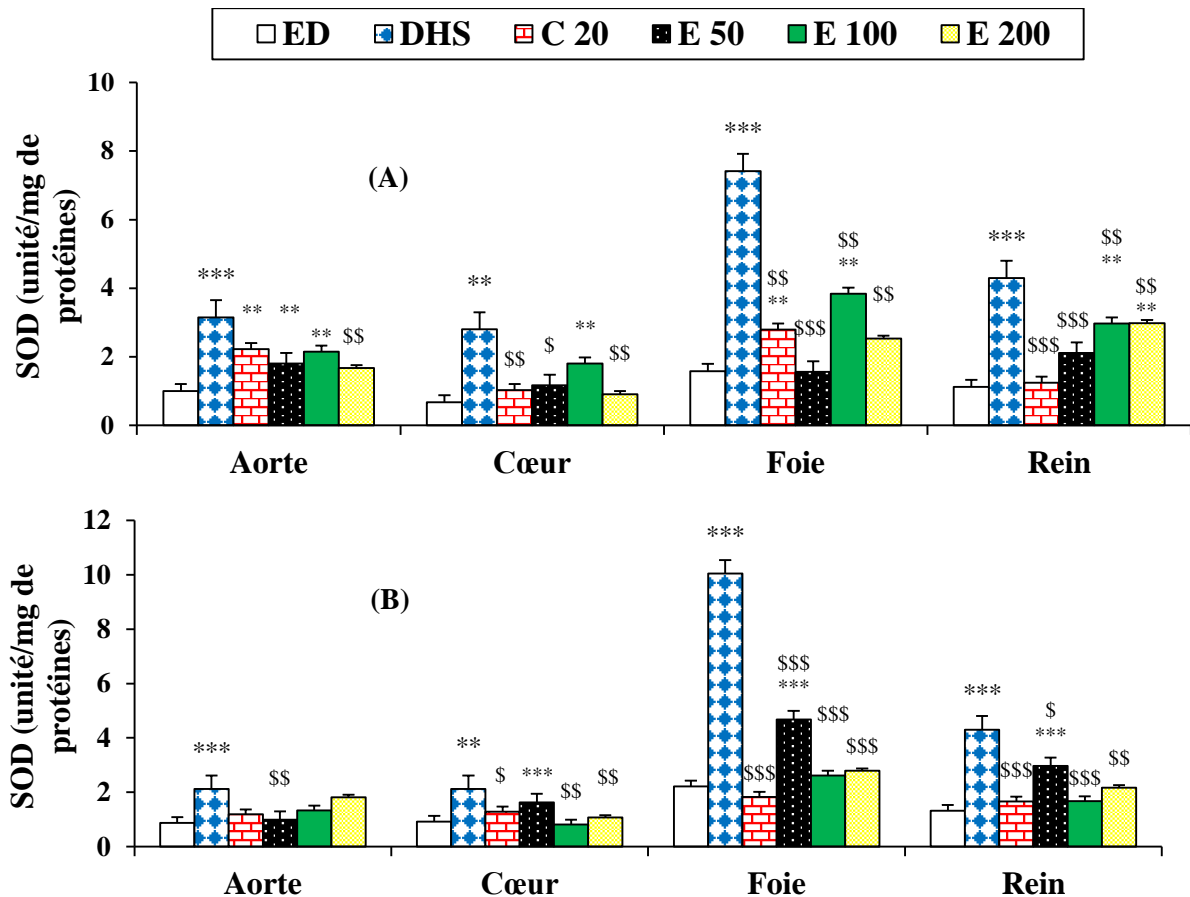 ED DHS C 20 E 50 E 100 E 200
SOD (unité/mg de
protéines)
10
8
6
4
2
0
(A)
*** ** ** ** $$
** $$ $ ** $$
*** $$ ** $$$ $$ ** $$
*** $$$ $$$ $$ ** $$ **
Aorte Cœur Foie Rein
SOD (unité/mg de
protéines)
12
10
8
6
4
2
0
(B)
*** $$
** $ *** $$ $$
*** $$$ $$$ *** $$$ $$$
*** $$$ $ *** $$$ $$
Aorte Cœur Foie Rein